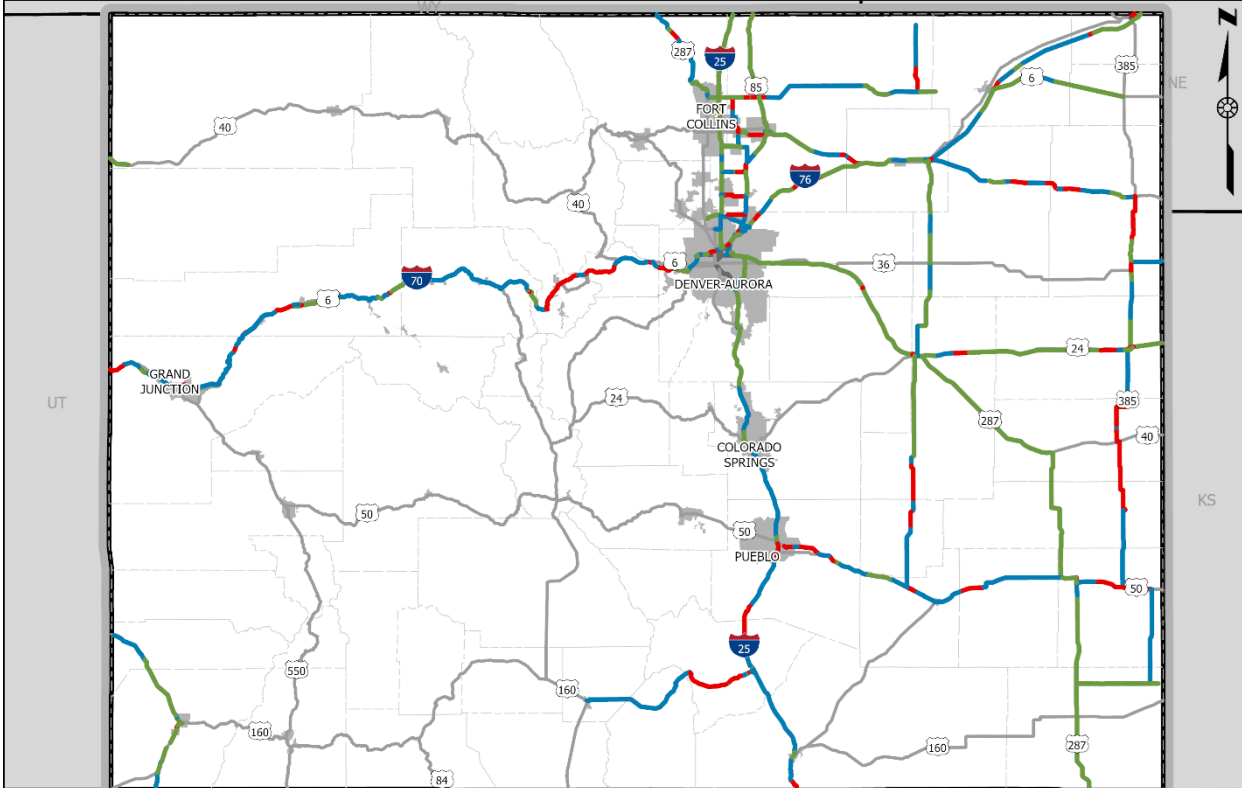 WY
N
287
25
385
6
NE
85
FORT
COLLINS
40
76
40
6
36
70
DENVER-AURORA
6
24
GRAND
JUNCTION
UT
24
385
287
40
COLORADO
SPRINGS
KS
50
50
PUEBLO
50
25
550
160
160
160
287
84